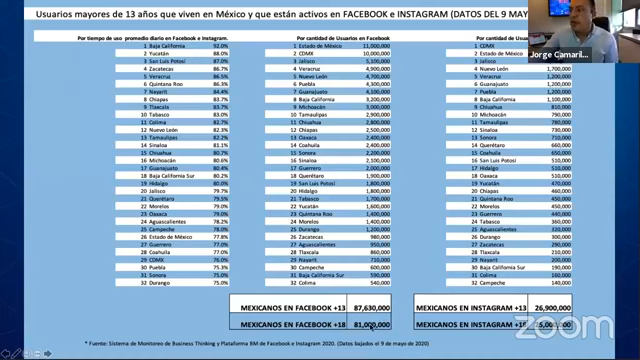 Usuarios mayores de 13 años que viven en México y que están activos en FACEBOOK e INSTAGRAM (DATOS DEL 9 MAY
Jorge Camaril...
Por tiempo de uso promedio diario en Facebook e Instagram.
1 Baja California 92.0%
2 Yucatán 88.0%
3 San Luis Potosí 87.0%
4 Zacatecas 86.7%
5 Veracruz 86.5%
6 Quintana Roo 86.3%
7 Nayarit 84.4%
8 Chiapas 83.7%
9 Tlaxcala 83.7%
10 Tabasco 83.0%
11 Colima 82.7%
12 Nuevo León 82.3%
13 Tamaulipas 82.2%
14 Sinaloa 81.1%
15 Chihuahua 80.7%
16 Michoacán 80.6%
17 Guanajuato 80.4%
18 Baja California Sur 80.2%
19 Hidalgo 80.0%
20 Jalisco 79.7%
21 Querétaro 79.5%
22 Morelos 79.0%
23 Oaxaca 79.0%
24 Aguascalientes 78.2%
25 Campeche 78.0%
26 Estado de México 77.8%
27 Guerrero 77.0%
28 Coahuila 77.0%
29 CDMX 76.0%
30 Puebla 75.3%
31 Sonora 75.0%
32 Durango 75.0%
Por cantidad de Usuarios en Facebook
1 Estado de México 11,000,000
2 CDMX 10,000,000
3 Jalisco 5,100,000
4 Veracruz 4,900,000
5 Nuevo León 4,700,000
6 Puebla 4,300,000
7 Guanajuato 4,100,000
8 Baja California 3,200,000
9 Michoacán 3,000,000
10 Tamaulipas 2,900,000
11 Chihuahua 2,800,000
12 Chiapas 2,500,000
13 Oaxaca 2,400,000
14 Coahuila 2,400,000
15 Sonora 2,200,000
16 Sinaloa 2,100,000
17 Guerrero 2,000,000
18 Querétaro 1,900,000
19 San Luis Potosí 1,800,000
20 Hidalgo 1,800,000
21 Tabasco 1,700,000
22 Yucatán 1,600,000
23 Quintana Roo 1,400,000
24 Morelos 1,400,000
25 Durango 1,200,000
26 Zacatecas 980,000
27 Aguascalientes 950,000
28 Tlaxcala 860,000
29 Nayarit 710,000
30 Campeche 600,000
31 Baja California Sur 590,000
32 Colima 540,000
Por cantidad de Usua
1 CDMX
2 Estado de México
3 Jalisco
4 Nuevo León 1,700,000
5 Veracruz 1,200,000
6 Puebla 1,200,000
7 Guanajuato 1,200,000
8 Baja California 1,100,000
9 Chihuahua 810,000
10 Michoacán 790,000
11 Tamaulipas 780,000
12 Sinaloa 730,000
13 Sonora 730,000
14 Querétaro 660,000
15 Coahuila 650,000
16 San Luis Potosí 510,000
17 Hidalgo 510,000
18 Oaxaca 510,000
19 Yucatán 470,000
20 Chiapas 460,000
21 Quintana Roo 450,000
22 Morelos 450,000
23 Guerrero 440,000
24 Tabasco 360,000
25 Aguascalientes 320,000
26 Durango 300,000
27 Zacatecas 290,000
28 Tlaxcala 210,000
29 Nayarit 200,000
30 Baja California Sur 190,000
31 Campeche 150,000
32 Colima 140,000
MEXICANOS EN FACEBOOK +13 87,630,000
MEXICANOS EN FACEBOOK +18 81,000,000
MEXICANOS EN INSTAGRAM +13 26,900,000
MEXICANOS EN INSTAGRAM +18 25,000,000
zoom
* Fuente: Sistema de Monitoreo de Business Thinking y Plataforma BM de Facebook e Instagram 2020. (Datos bajados el 9 de mayo de 2020)